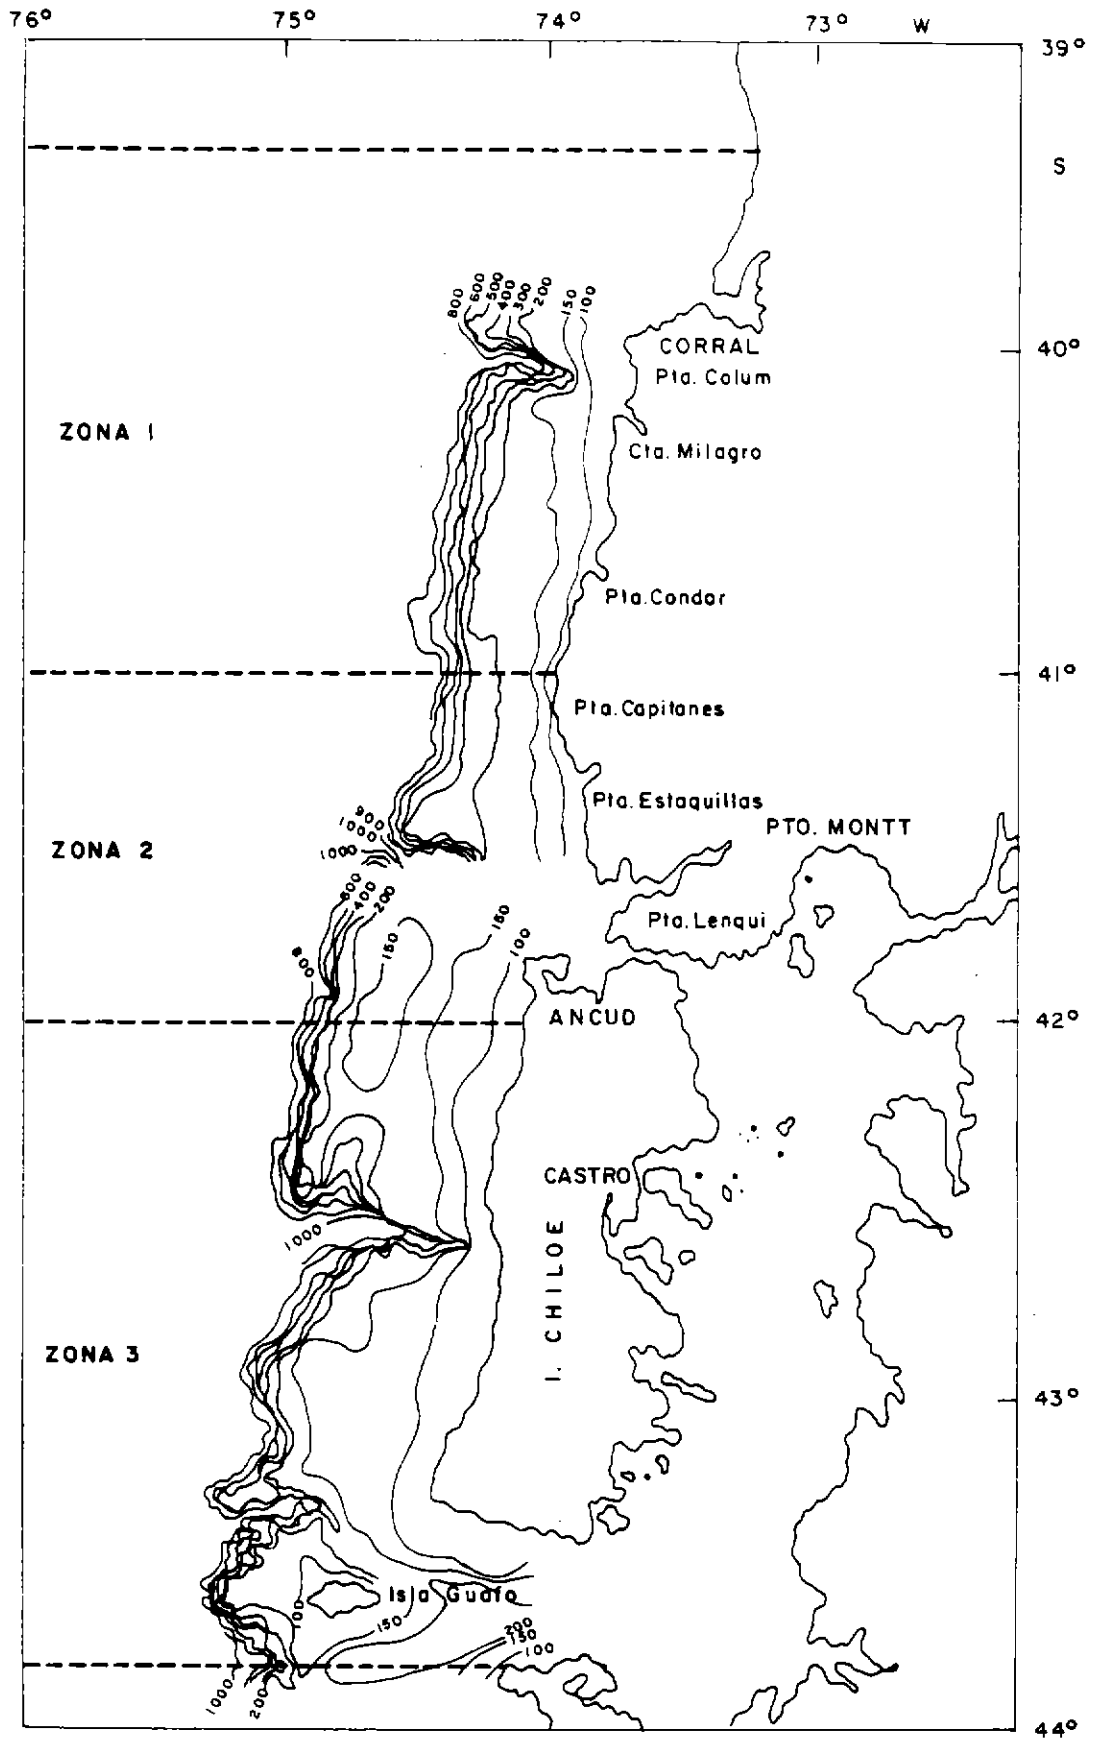 76° 75° 74° 73° W
39°
S
800 600 500 400 300 200 150 100
CORRAL
40°
Pta. Colum
ZONA 1
Cta. Milagro
Pta. Condor
41°
Pta. Capitanes
Pta. Estaquillas
900
1000
1000
PTO. MONTT
ZONA 2
600 400 200
150
150
100
Pta. Lenqui
800
ANCUD
42°
CASTRO
1000
I. CHILOE
ZONA 3
43°
100
Isla Guafo
150
200
150
100
1000
200
44°